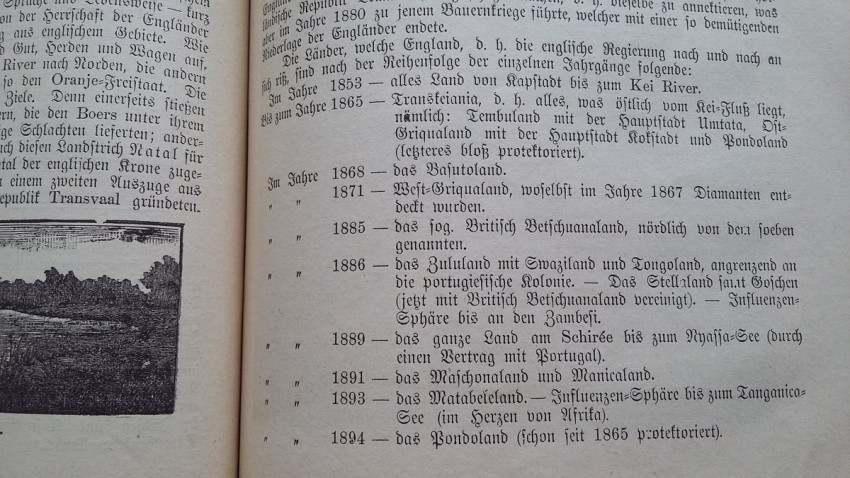 Sprache und Lebensweise — kurz
von der Herrschaft der Engländer
aus englischem Gebiete. Wie
Gut, Herden und Wagen auf,
River nach Norden, die andern
so den Oranje-Freistaat. Die
Ziele. Denn einerseits stießen
die den Boers unter ihrem
Schlachten lieferten; ander-
diesen Landstrich Natal für
der englischen Krone zuge-
einem zweiten Auszuge aus
Transvaal gründeten.
ländische Republik d. h. dieselbe zu annektieren, was
aber im Jahre 1880 zu jenem Bauernkriege führte, welcher mit einer so demütigenden
Niederlage der Engländer endete.
Die Länder, welche England, d. h. die englische Regierung nach und nach an
sich riß, sind nach der Reihenfolge der einzelnen Jahrgänge folgende:
Im Jahre 1853 — alles Land von Kapstadt bis zum Kei River.
Bis zum Jahre 1865 — Transkeiania, d. h. alles, was östlich vom Kei-Fluß liegt,
nämlich: Tembuland mit der Hauptstadt Umtata, Ost-
Griqualand mit der Hauptstadt Kokstadt und Pondoland
(letzteres bloß protektoriert).
Im Jahre 1868 — das Basutoland.
" " 1871 — West-Griqualand, woselbst im Jahre 1867 Diamanten ent-
deckt wurden.
" " 1885 — das sog. Britisch Betschuanaland, nördlich von dem soeben
genannten.
" " 1886 — das Zululand mit Swaziland und Tongoland, angrenzend an
die portugiesische Kolonie. — Das Stellaland samt Goschen
(jetzt mit Britisch Betschuanaland vereinigt). — Influenzen-
Sphäre bis an den Zambesi.
" " 1889 — das ganze Land am Schirée bis zum Nyassa-See (durch
einen Vertrag mit Portugal).
" " 1891 — das Maschonaland und Manicaland.
" " 1893 — das Matabeleland. — Influenzen-Sphäre bis zum Tanganica-
See (im Herzen von Afrika).
" " 1894 — das Pondoland (schon seit 1865 protektoriert).